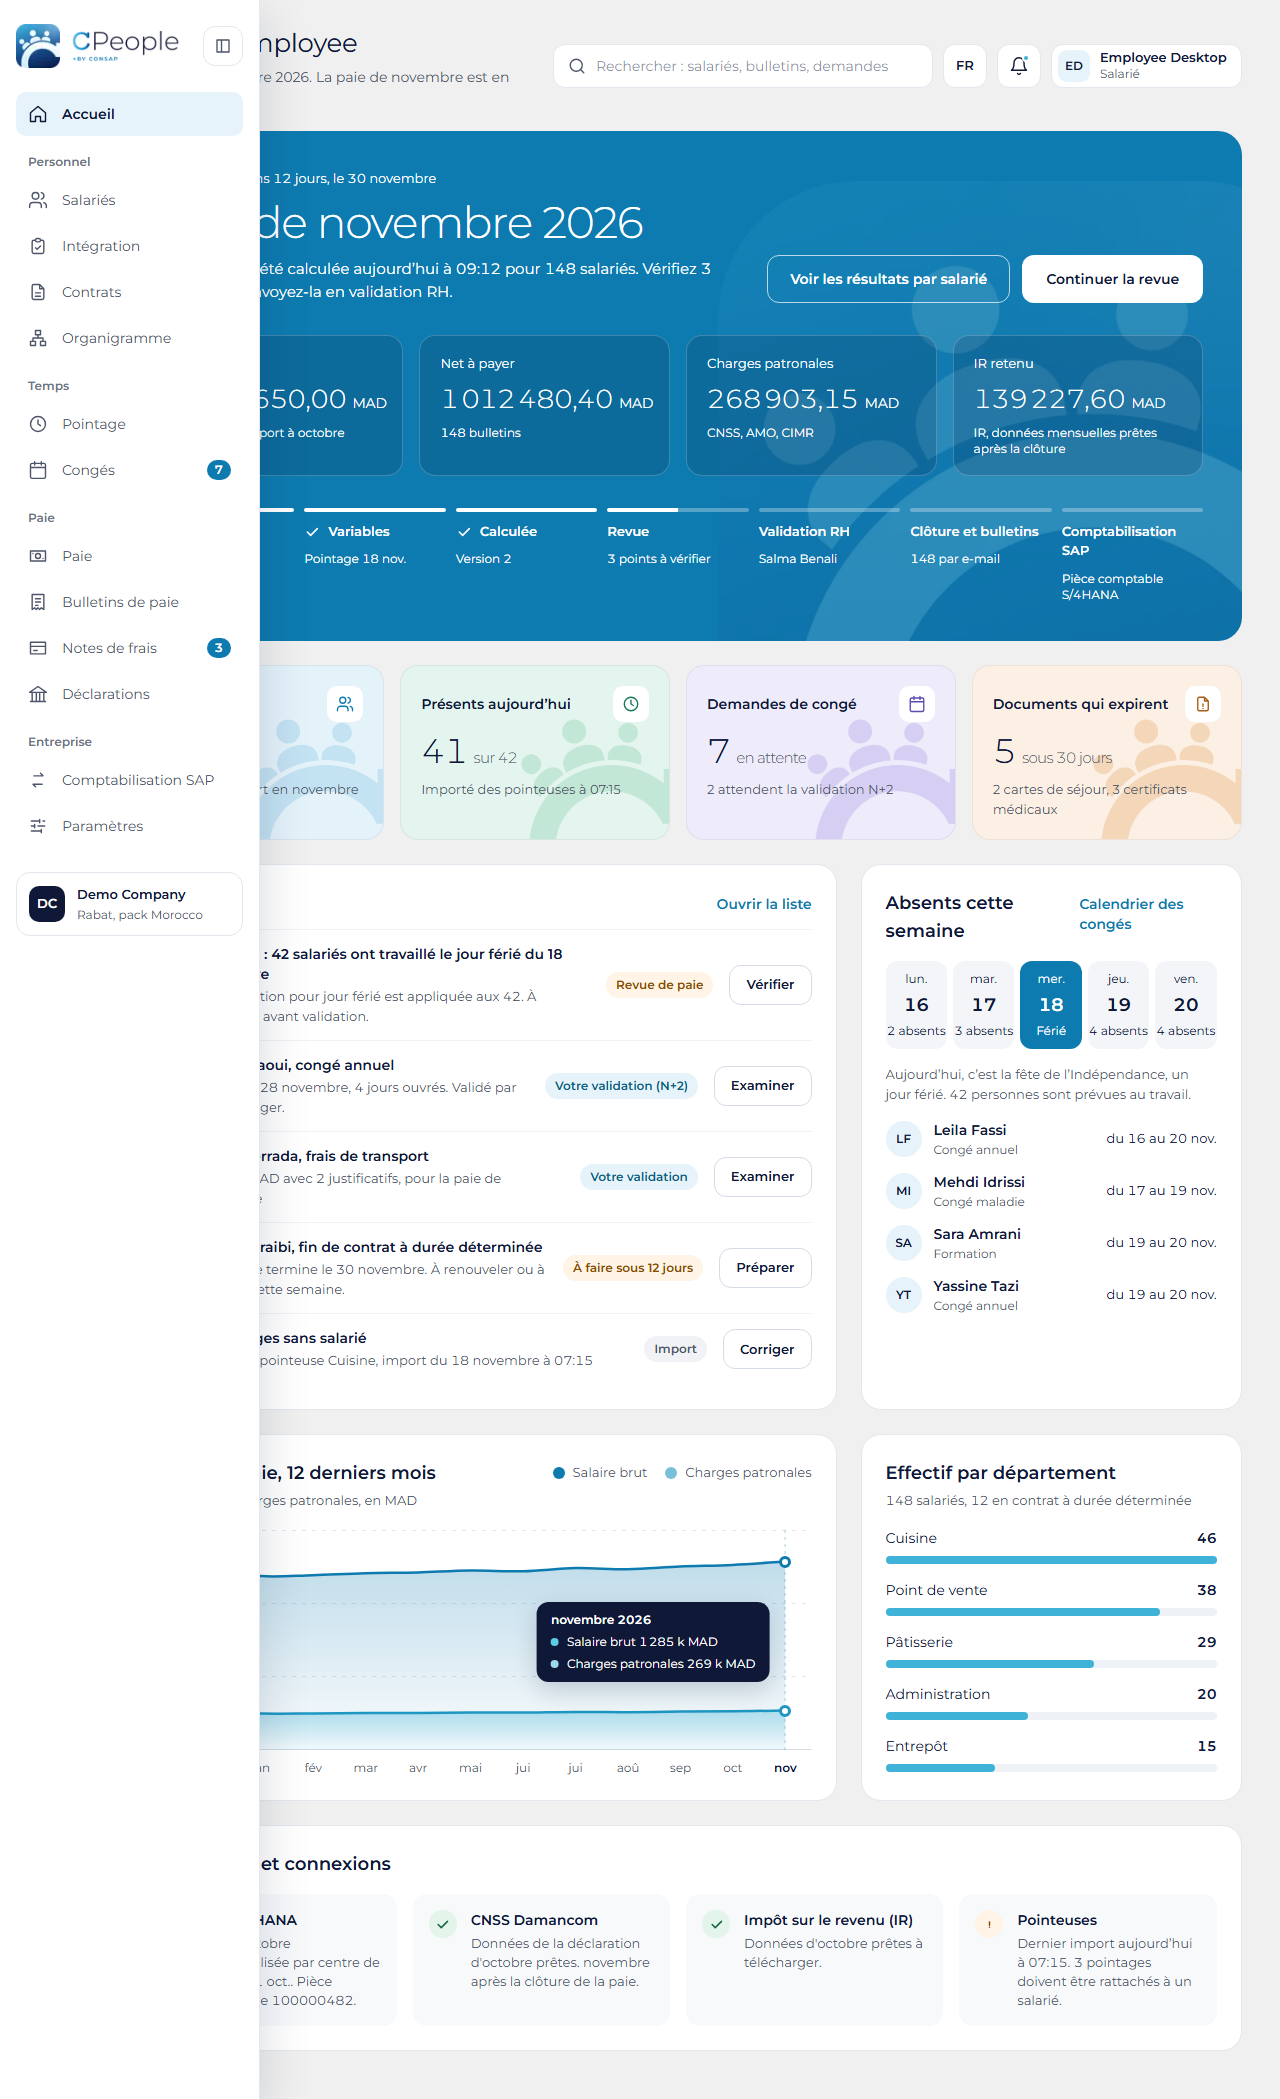 CPeople
+BY CONSAP
Accueil
Personnel
Salariés
Intégration
Contrats
Organigramme
Temps
Pointage
Congés 7
Paie
Paie
Bulletins de paie
Notes de frais 3
Déclarations
Entreprise
Comptabilisation SAP
Paramètres
DC Demo Company
Rabat, pack Morocco
mployee
re 2026. La paie de novembre est en
Rechercher : salariés, bulletins, demandes
FR
ED Employee Desktop
Salarié
ns 12 jours, le 30 novembre
de novembre 2026
été calculée aujourd’hui à 09:12 pour 148 salariés. Vérifiez 3
nvoyez-la en validation RH.
Voir les résultats par salarié
Continuer la revue
650,00 MAD
port à octobre
Net à payer
1 012 480,40 MAD
148 bulletins
Charges patronales
268 903,15 MAD
CNSS, AMO, CIMR
IR retenu
139 227,60 MAD
IR, données mensuelles prêtes
après la clôture
Variables
Pointage 18 nov.
Calculée
Version 2
Revue
3 points à vérifier
Validation RH
Salma Benali
Clôture et bulletins
148 par e-mail
Comptabilisation
SAP
Pièce comptable
S/4HANA
rt en novembre
Présents aujourd’hui
41 sur 42
Importé des pointeuses à 07:15
Demandes de congé
7 en attente
2 attendent la validation N+2
Documents qui expirent
5 sous 30 jours
2 cartes de séjour, 3 certificats
médicaux
Ouvrir la liste
: 42 salariés ont travaillé le jour férié du 18
re
tion pour jour férié est appliquée aux 42. À
avant validation.
Revue de paie
Vérifier
aoui, congé annuel
28 novembre, 4 jours ouvrés. Validé par
ger.
Votre validation (N+2)
Examiner
errada, frais de transport
AD avec 2 justificatifs, pour la paie de
e
Votre validation
Examiner
raibi, fin de contrat à durée déterminée
e termine le 30 novembre. À renouveler ou à
ette semaine.
À faire sous 12 jours
Préparer
ges sans salarié
pointeuse Cuisine, import du 18 novembre à 07:15
Import
Corriger
Absents cette
semaine
Calendrier des
congés
lun.
16
2 absents
mar.
17
3 absents
mer.
18
Férié
jeu.
19
4 absents
ven.
20
4 absents
Aujourd’hui, c’est la fête de l’Indépendance, un
jour férié. 42 personnes sont prévues au travail.
LF Leila Fassi
Congé annuel
du 16 au 20 nov.
MI Mehdi Idrissi
Congé maladie
du 17 au 19 nov.
SA Sara Amrani
Formation
du 19 au 20 nov.
YT Yassine Tazi
Congé annuel
du 19 au 20 nov.
ie, 12 derniers mois
rges patronales, en MAD
Salaire brut
Charges patronales
novembre 2026
Salaire brut 1 285 k MAD
Charges patronales 269 k MAD
an fév mar avr mai jui jui aoû sep oct nov
Effectif par département
148 salariés, 12 en contrat à durée déterminée
Cuisine 46
Point de vente 38
Pâtisserie 29
Administration 20
Entrepôt 15
et connexions
HANA
tobre
lisée par centre de
. oct.. Pièce
e 100000482.
CNSS Damancom
Données de la déclaration
d'octobre prêtes. novembre
après la clôture de la paie.
Impôt sur le revenu (IR)
Données d'octobre prêtes à
télécharger.
Pointeuses
Dernier import aujourd’hui
à 07:15. 3 pointages
doivent être rattachés à un
salarié.